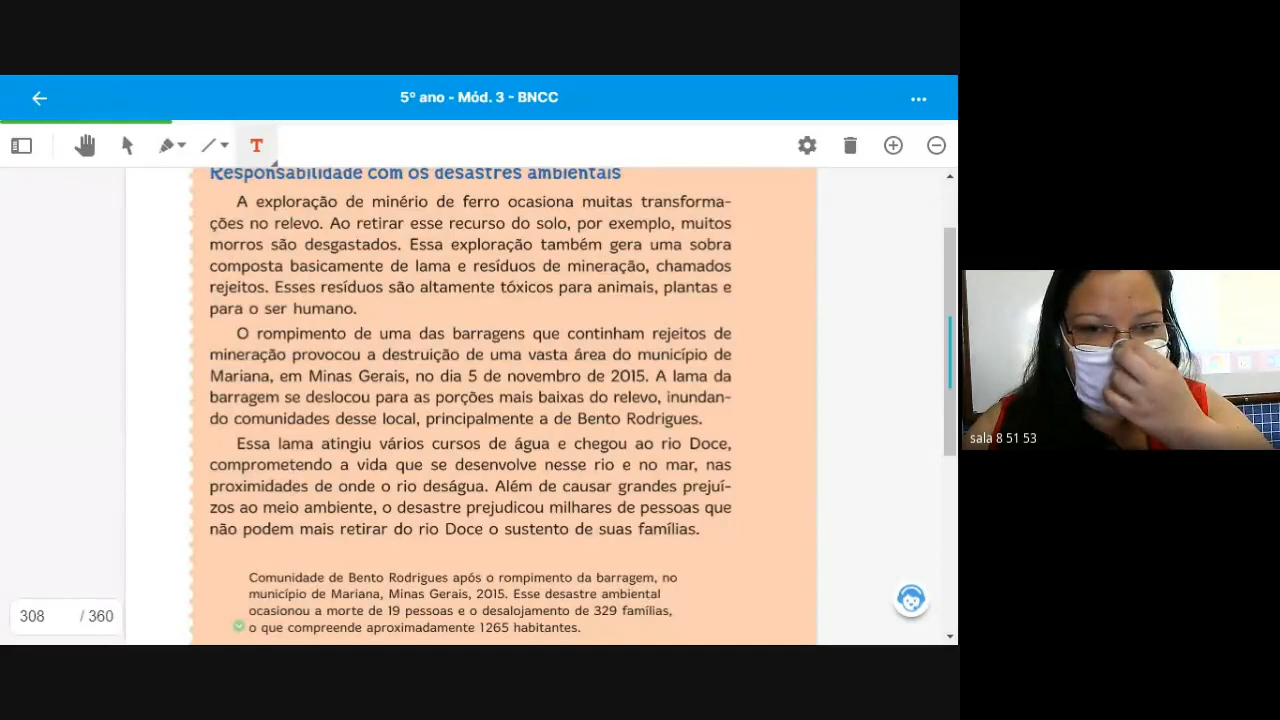 5º ano - Mód. 3 - BNCC
T
Responsabilidade com os desastres ambientais
A exploração de minério de ferro ocasiona muitas transforma-
ções no relevo. Ao retirar esse recurso do solo, por exemplo, muitos
morros são desgastados. Essa exploração também gera uma sobra
composta basicamente de lama e resíduos de mineração, chamados
rejeitos. Esses resíduos são altamente tóxicos para animais, plantas e
para o ser humano.
O rompimento de uma das barragens que continham rejeitos de
mineração provocou a destruição de uma vasta área do município de
Mariana, em Minas Gerais, no dia 5 de novembro de 2015. A lama da
barragem se deslocou para as porções mais baixas do relevo, inundan-
do comunidades desse local, principalmente a de Bento Rodrigues.
Essa lama atingiu vários cursos de água e chegou ao rio Doce,
comprometendo a vida que se desenvolve nesse rio e no mar, nas
proximidades de onde o rio deságua. Além de causar grandes prejuí-
zos ao meio ambiente, o desastre prejudicou milhares de pessoas que
não podem mais retirar do rio Doce o sustento de suas famílias.
Comunidade de Bento Rodrigues após o rompimento da barragem, no
município de Mariana, Minas Gerais, 2015. Esse desastre ambiental
ocasionou a morte de 19 pessoas e o desalojamento de 329 famílias,
o que compreende aproximadamente 1265 habitantes.
308 / 360
sala 8 51 53